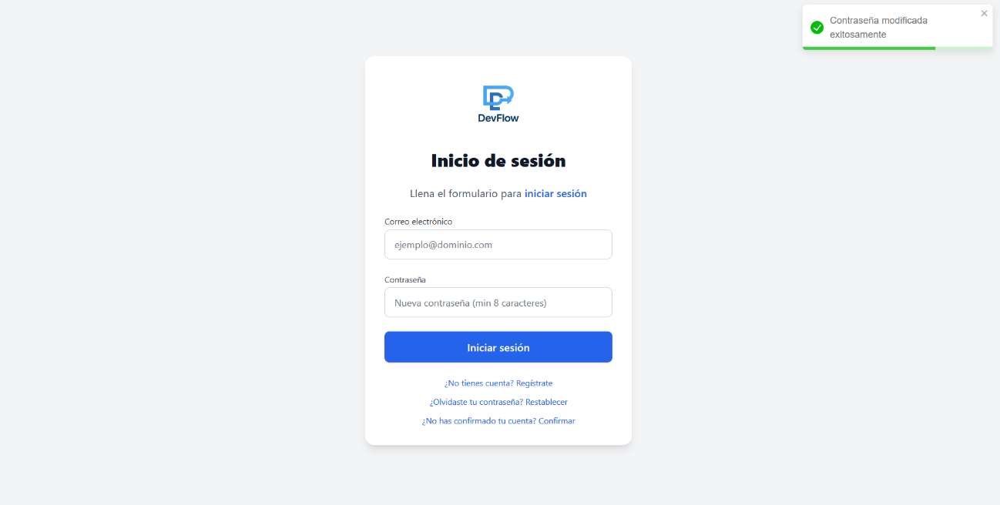 Contraseña modificada
exitosamente
DevFlow
Inicio de sesión
Llena el formulario para iniciar sesión
Correo electrónico
ejemplo@dominio.com
Contraseña
Nueva contraseña (min 8 caracteres)
Iniciar sesión
¿No tienes cuenta? Regístrate
¿Olvidaste tu contraseña? Restablecer
¿No has confirmado tu cuenta? Confirmar